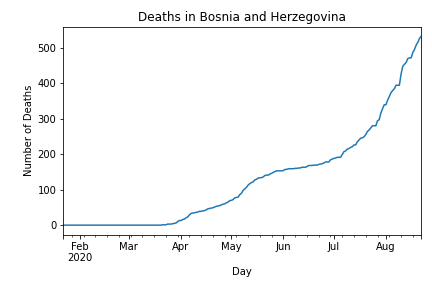 Deaths in Bosnia and Herzegovina
500
400
300
200
100
0
Number of Deaths
Feb Mar Apr May Jun Jul Aug
2020
Day